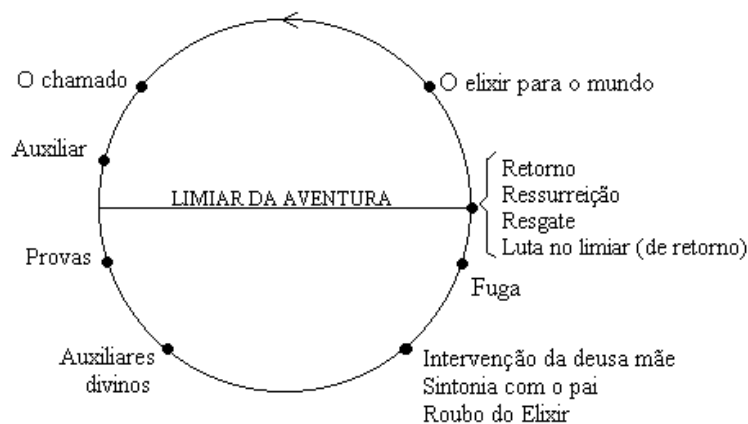 O chamado
O elixir para o mundo
Auxiliar
LIMIAR DA AVENTURA
Retorno
Ressurreição
Resgate
Luta no limiar (de retorno)
Provas
Fuga
Auxiliares
divinos
Intervenção da deusa mãe
Sintonia com o pai
Roubo do Elixir